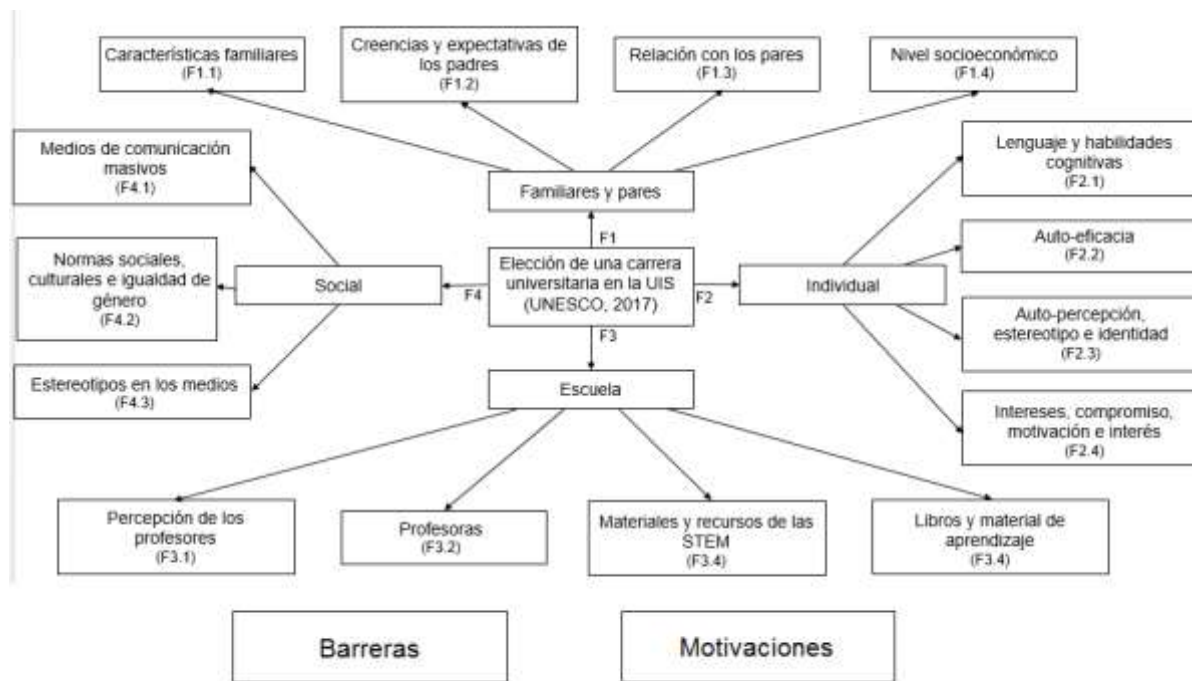 Características familiares
(F1.1)
Creencias y expectativas de
los padres
(F1.2)
Relación con los pares
(F1.3)
Nivel socioeconómico
(F1.4)
Medios de comunicación
masivos
(F4.1)
Familiares y pares
Lenguaje y habilidades
cognitivas
(F2.1)
F1
Normas sociales,
culturales e igualdad de
género
(F4.2)
Social
F4
Elección de una carrera
universitaria en la UIS
(UNESCO, 2017)
F2
Individual
Auto-eficacia
(F2.2)
F3
Auto-percepción,
estereotipo e identidad
(F2.3)
Estereotipos en los medios
(F4.3)
Escuela
Intereses, compromiso,
motivación e interés
(F2.4)
Percepción de los
profesores
(F3.1)
Profesoras
(F3.2)
Materiales y recursos de las
STEM
(F3.4)
Libros y material de
aprendizaje
(F3.4)
Barreras
Motivaciones